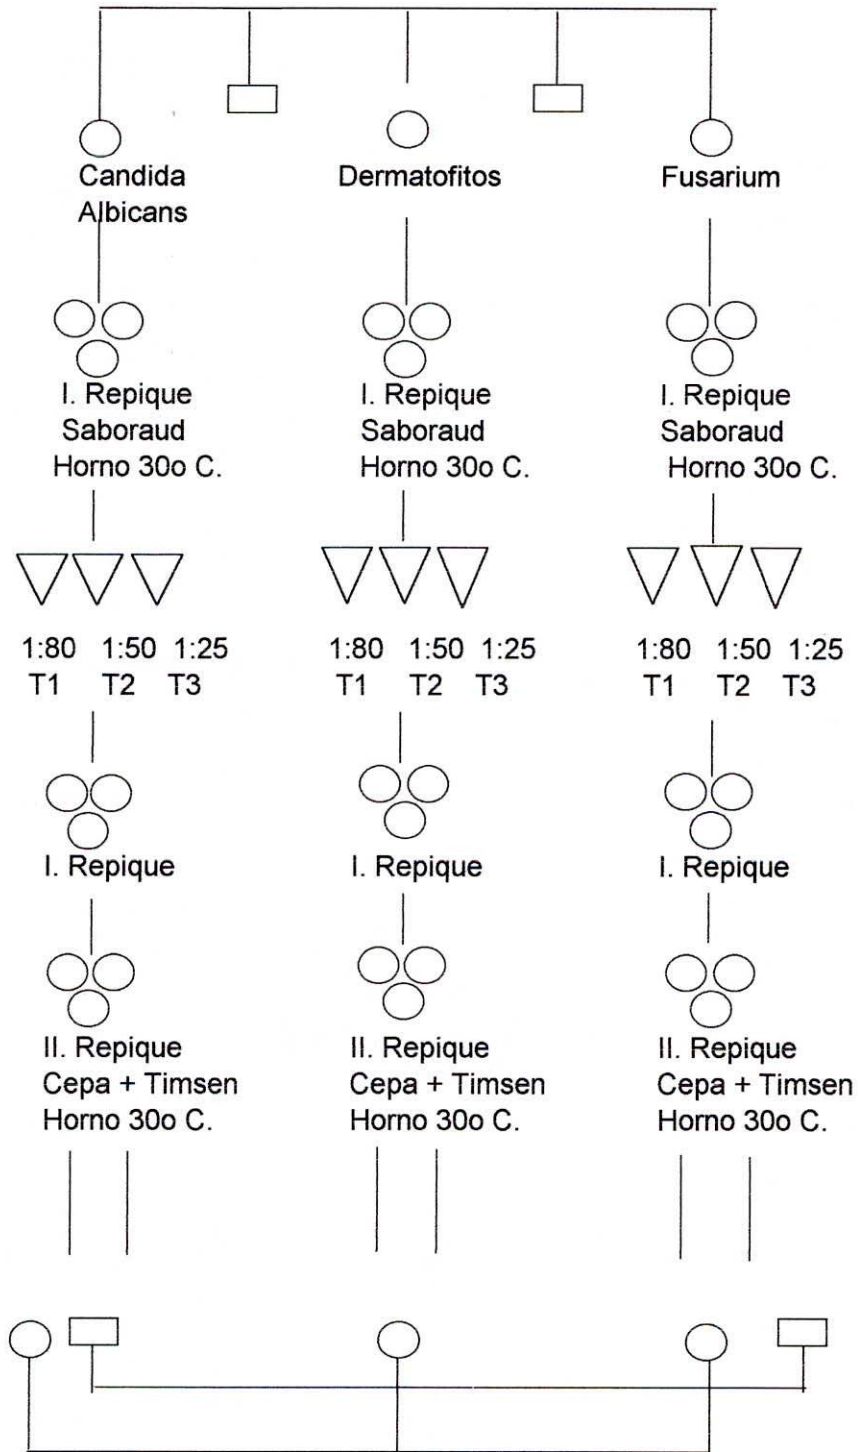 Candida Dermatofitos Fusarium
Albicans
I. Repique I. Repique I. Repique
Saboraud Saboraud Saboraud
Horno 30o C. Horno 30o C. Horno 30o C.
1:80 1:50 1:25 1:80 1:50 1:25 1:80 1:50 1:25
T1 T2 T3 T1 T2 T3 T1 T2 T3
I. Repique I. Repique I. Repique
II. Repique II. Repique II. Repique
Cepa + Timsen Cepa + Timsen Cepa + Timsen
Horno 30o C. Horno 30o C. Horno 30o C.